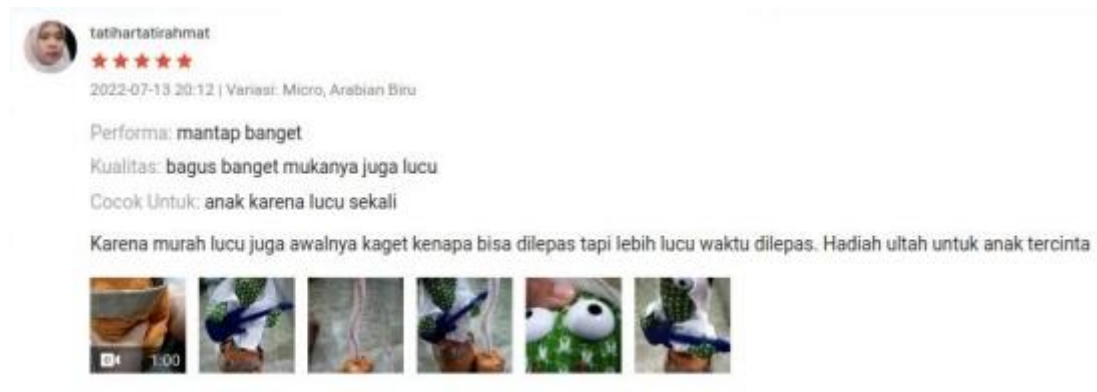 tatihartatirahmat
2022-07-13 20:12 | Variasi: Micro, Arabian Biru
Performa: mantap banget
Kualitas: bagus banget mukanya juga lucu
Cocok Untuk: anak karena lucu sekali
Karena murah lucu juga awalnya kaget kenapa bisa dilepas tapi lebih lucu waktu dilepas. Hadiah ultah untuk anak tercinta
1:00